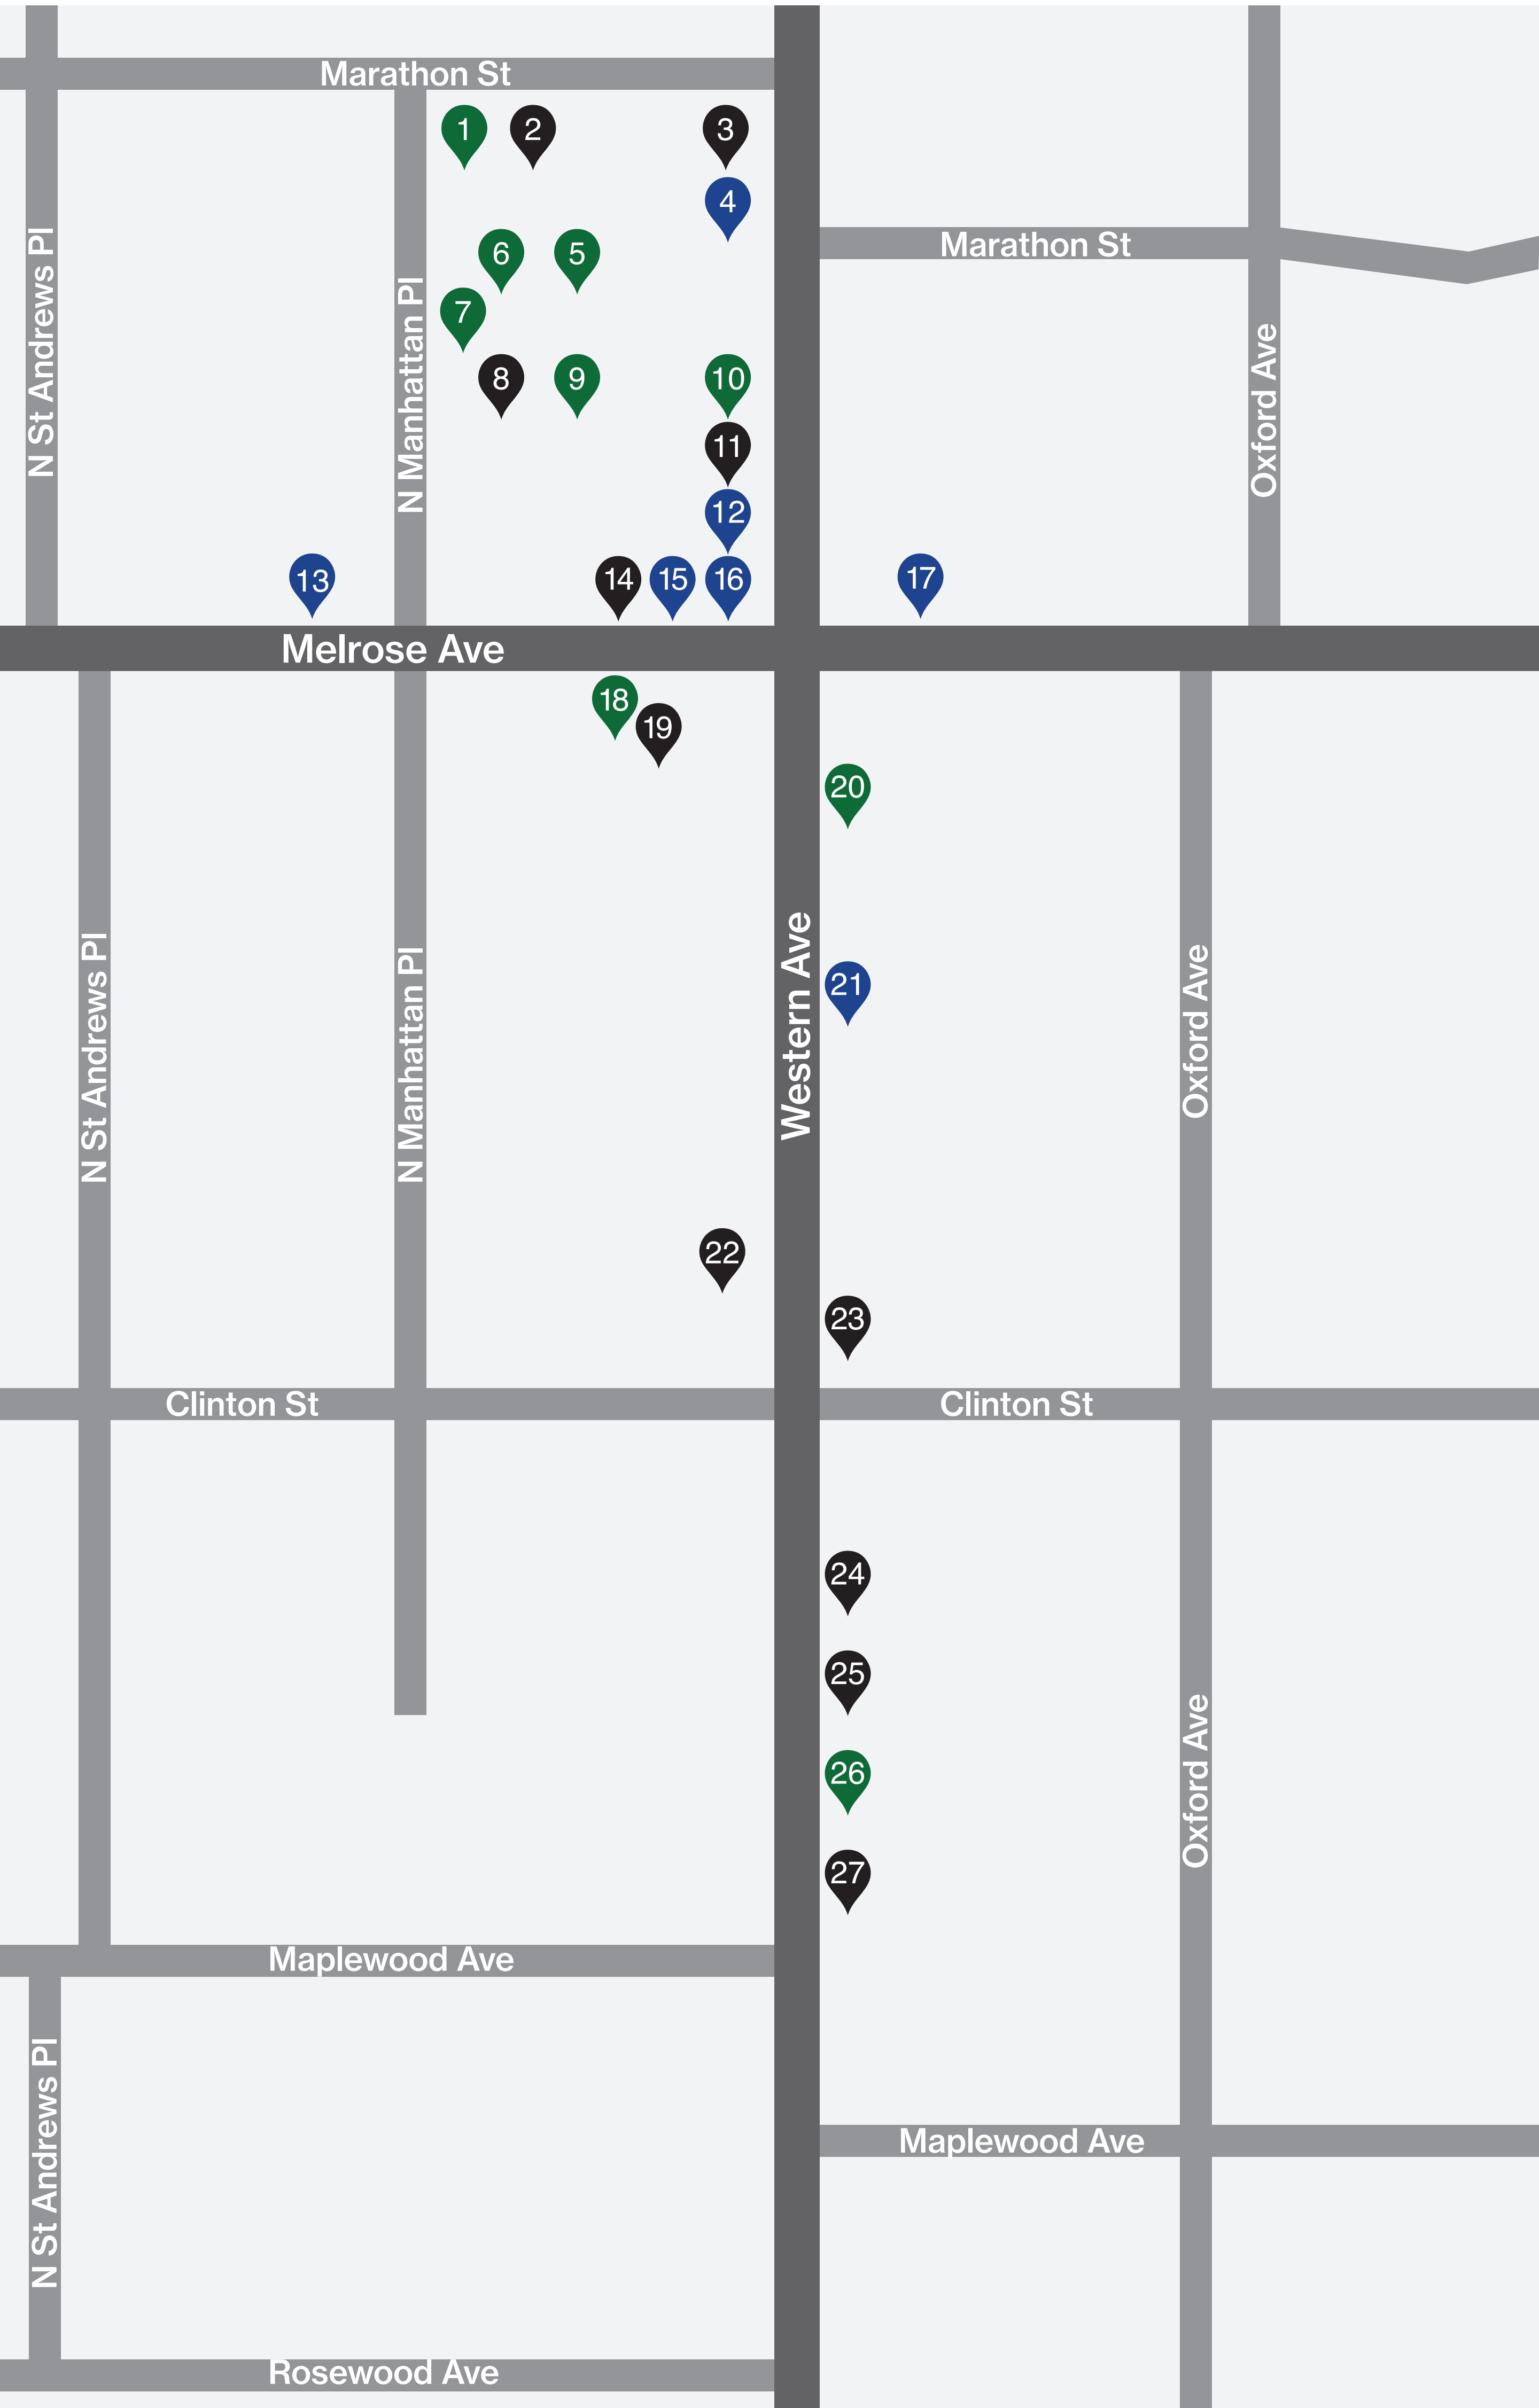 Marathon St
1
2
3
4
Marathon St
6
5
7
8
9
10
11
12
N St Andrews Pl
N Manhattan Pl
Oxford Ave
13
14
15
16
17
Melrose Ave
18
19
20
21
N St Andrews Pl
N Manhattan Pl
Western Ave
Oxford Ave
22
23
Clinton St
Clinton St
24
25
26
27
Oxford Ave
Maplewood Ave
Maplewood Ave
N St Andrews Pl
Rosewood Ave